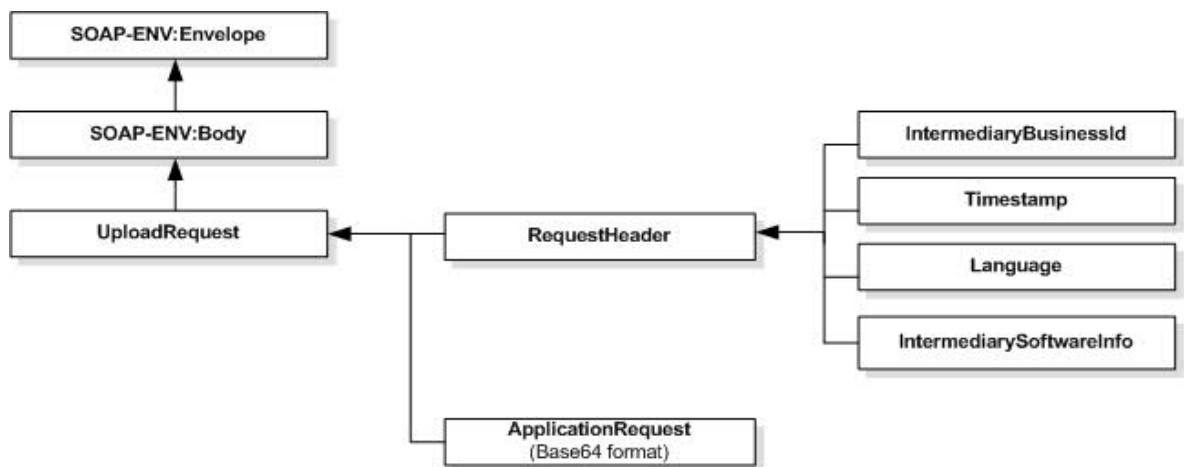 SOAP-ENV:Envelope
SOAP-ENV:Body
UploadRequest
RequestHeader
ApplicationRequest
(Base64 format)
IntermediaryBusinessId
Timestamp
Language
IntermediarySoftwareInfo